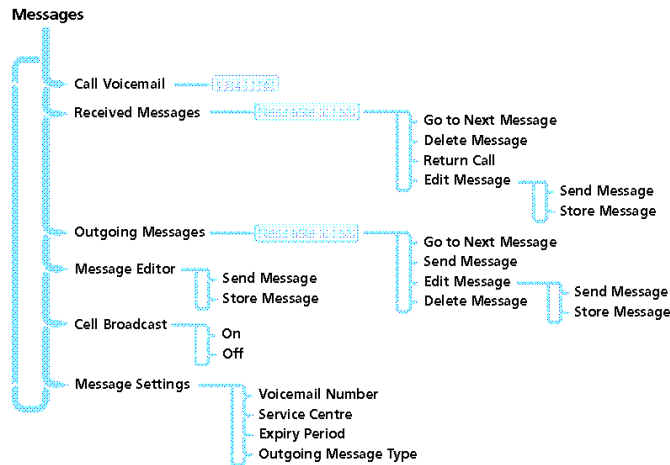 Messages
Call Voicemail
Received Messages
Go to Next Message
Delete Message
Return Call
Edit Message
Send Message
Store Message
Outgoing Messages
Go to Next Message
Send Message
Edit Message
Delete Message
Send Message
Store Message
Message Editor
Send Message
Store Message
Cell Broadcast
On
Off
Message Settings
Voicemail Number
Service Centre
Expiry Period
Outgoing Message Type